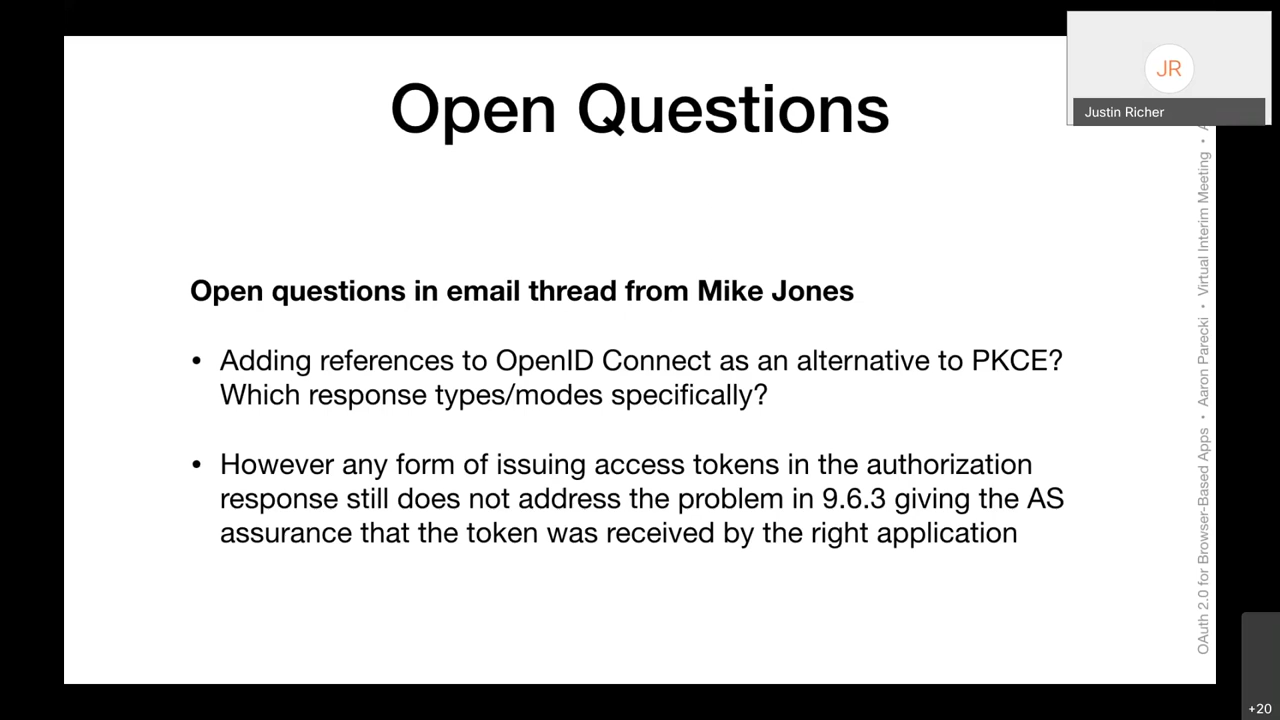 Open Questions
Open questions in email thread from Mike Jones
• Adding references to OpenID Connect as an alternative to PKCE?
Which response types/modes specifically?
• However any form of issuing access tokens in the authorization
response still does not address the problem in 9.6.3 giving the AS
assurance that the token was received by the right application
JR
Justin Richer
OAuth 2.0 for Browser-Based Apps • Aaron Parecki • Virtual Interim Meeting •
+20